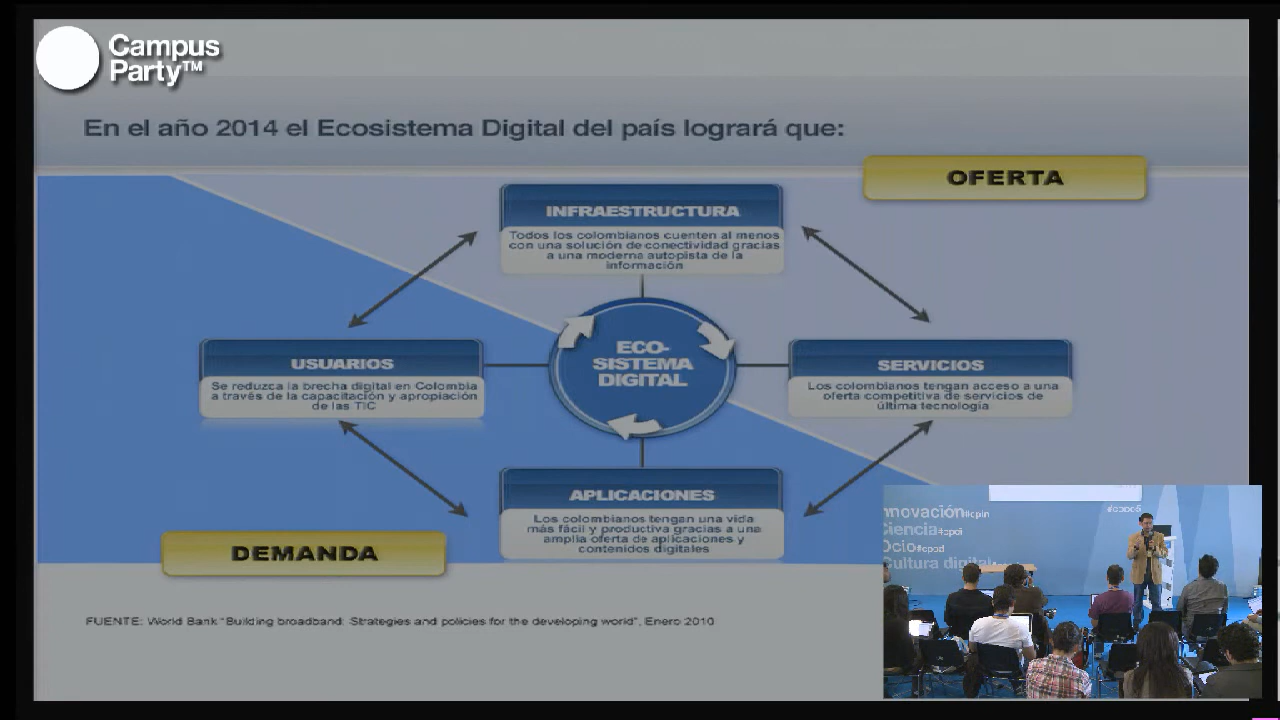 Campus
Party™
En el año 2014 el Ecosistema Digital del país logrará que:
OFERTA
INFRAESTRUCTURA
Todos los colombianos cuenten al menos
con una solución de conectividad gracias
a una moderna autopista de la
información
ECO-
SISTEMA
DIGITAL
USUARIOS
Se reduzca la brecha digital en Colombia
a través de la capacitación y apropiación
de las TIC
SERVICIOS
Los colombianos tengan acceso a una
oferta competitiva de servicios de
última tecnología
APLICACIONES
Los colombianos tengan una vida
más fácil y productiva gracias a una
amplia oferta de aplicaciones y
contenidos digitales
DEMANDA
FUENTE: World Bank "Building broadband: Strategies and policies for the developing world", Enero 2010
nnovación#cpin
Ciencia#cpci
Ocio#cpod
Cultura digital